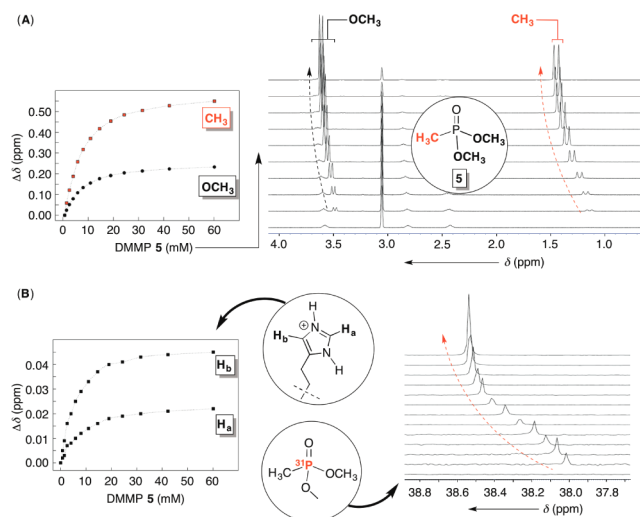 (A)
OCH3
CH3
0.50
0.40
0.30
0.20
0.10
0.00
Δδ (ppm)
CH3
OCH3
0 10 20 30 40 50 60
DMMP 5 (mM)
O
H3C P OCH3
OCH3
5
4.0 3.5 3.0 2.5 2.0 1.5 1.0
δ (ppm)
(B)
0.04
0.02
0.00
Δδ (ppm)
Hb
Ha
0 10 20 30 40 50 60
DMMP 5 (mM)
H
N
+
Hb Ha
N
H
O
31P
H3C OCH3
O
38.8 38.6 38.4 38.2 38.0 37.8
δ (ppm)